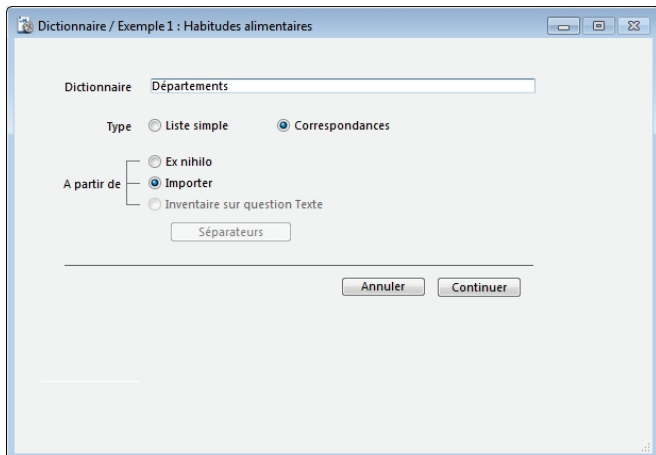 Dictionnaire / Exemple 1 : Habitudes alimentaires
Dictionnaire Départements
Type Liste simple Correspondances
Ex nihilo
A partir de Importer
Inventaire sur question Texte
Séparateurs
Annuler Continuer